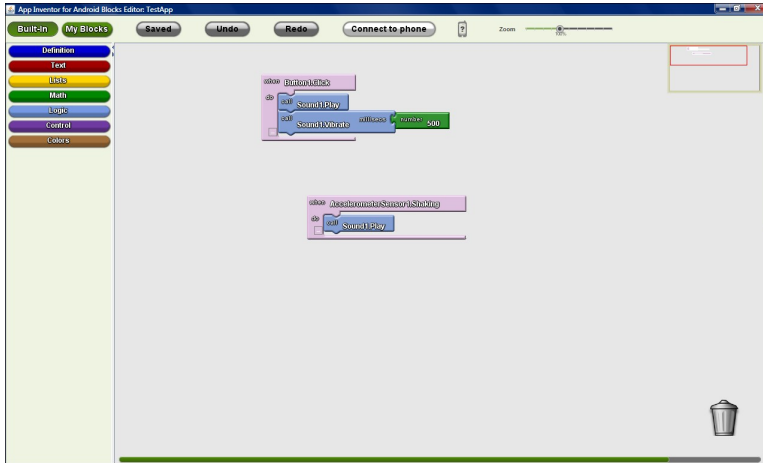 App Inventor for Android Blocks Editor: TestApp
Built-In My Blocks Saved Undo Redo Connect to phone ? Zoom 100%
Definition
Text
Lists
Math
Logic
Control
Colors
when Button1.Click
do call Sound1.Play
call Sound1.Vibrate millisecs number 500
when AccelerometerSensor1.Shaking
do call Sound1.Play